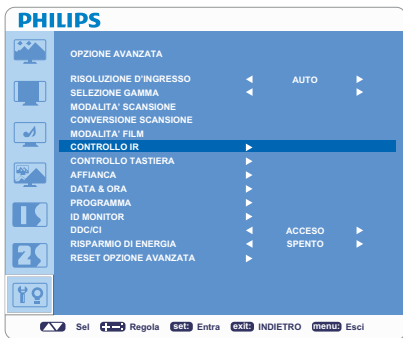 PHILIPS
OPZIONE AVANZATA
RISOLUZIONE D'INGRESSO AUTO
SELEZIONE GAMMA
MODALITA' SCANSIONE
CONVERSIONE SCANSIONE
MODALITA' FILM
CONTROLLO IR
CONTROLLO TASTIERA
AFFIANCA
DATA & ORA
PROGRAMMA
ID MONITOR
DDC/CI ACCESO
RISPARMIO DI ENERGIA SPENTO
RESET OPZIONE AVANZATA
Sel Regola set: Entra exit: INDIETRO menu: Esci